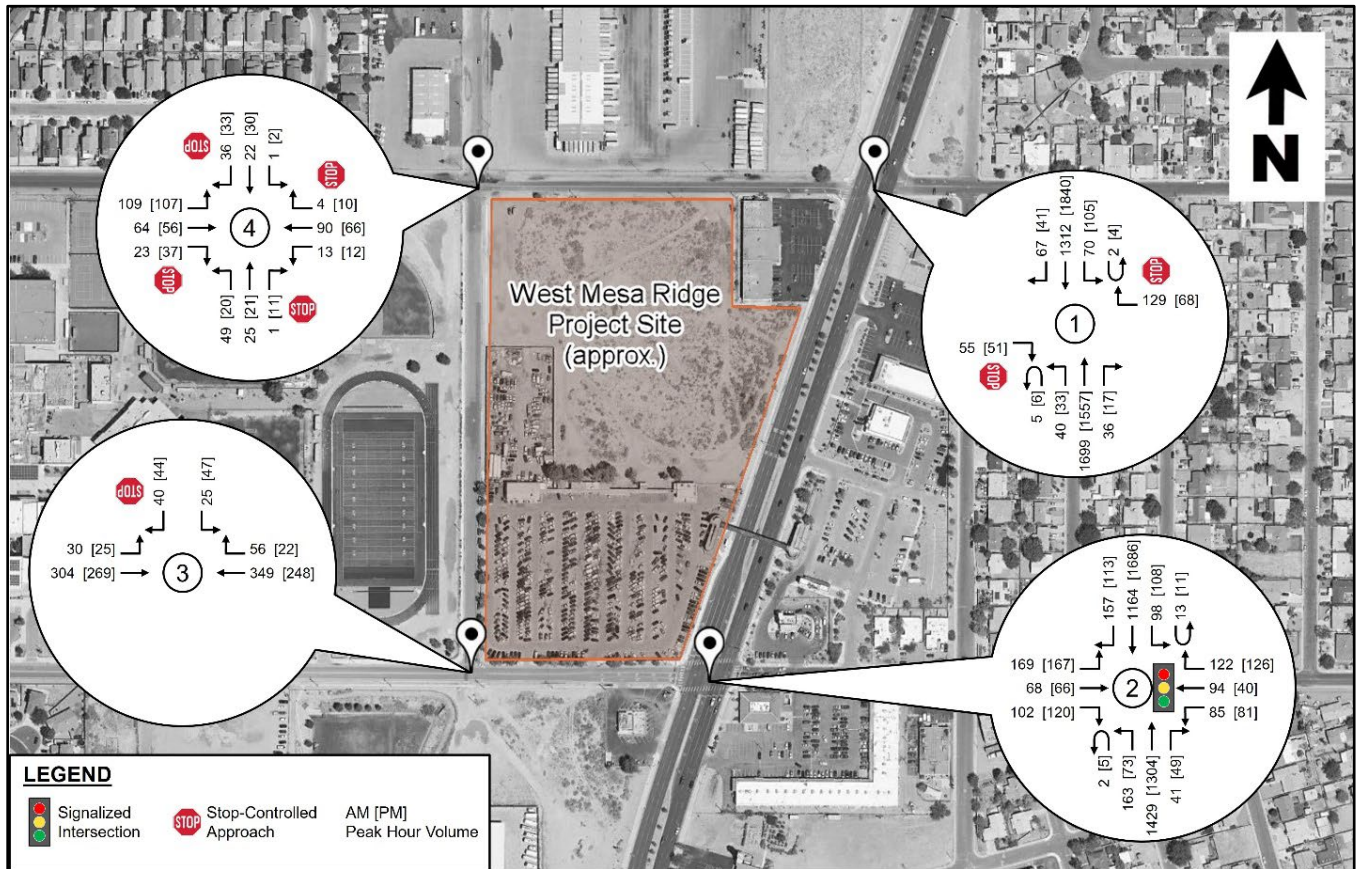 N
STOP
36 [33]
22 [30]
1 [2]
STOP
109 [107]
64 [56]
23 [37]
4
4 [10]
90 [66]
13 [12]
STOP
49 [20]
25 [21]
1 [11]
STOP
West Mesa Ridge
Project Site
(approx.)
67 [41]
1312 [1840]
70 [105]
2 [4]
STOP
129 [68]
1
55 [51]
STOP
5 [6]
40 [33]
1699 [1557]
36 [17]
STOP
40 [44]
25 [47]
30 [25]
304 [269]
3
56 [22]
349 [248]
157 [113]
1164 [1686]
98 [108]
13 [11]
169 [167]
68 [66]
102 [120]
2
122 [126]
94 [40]
85 [81]
2 [5]
163 [73]
1429 [1304]
41 [49]
LEGEND
Signalized
Intersection
STOP
Stop-Controlled
Approach
AM [PM]
Peak Hour Volume